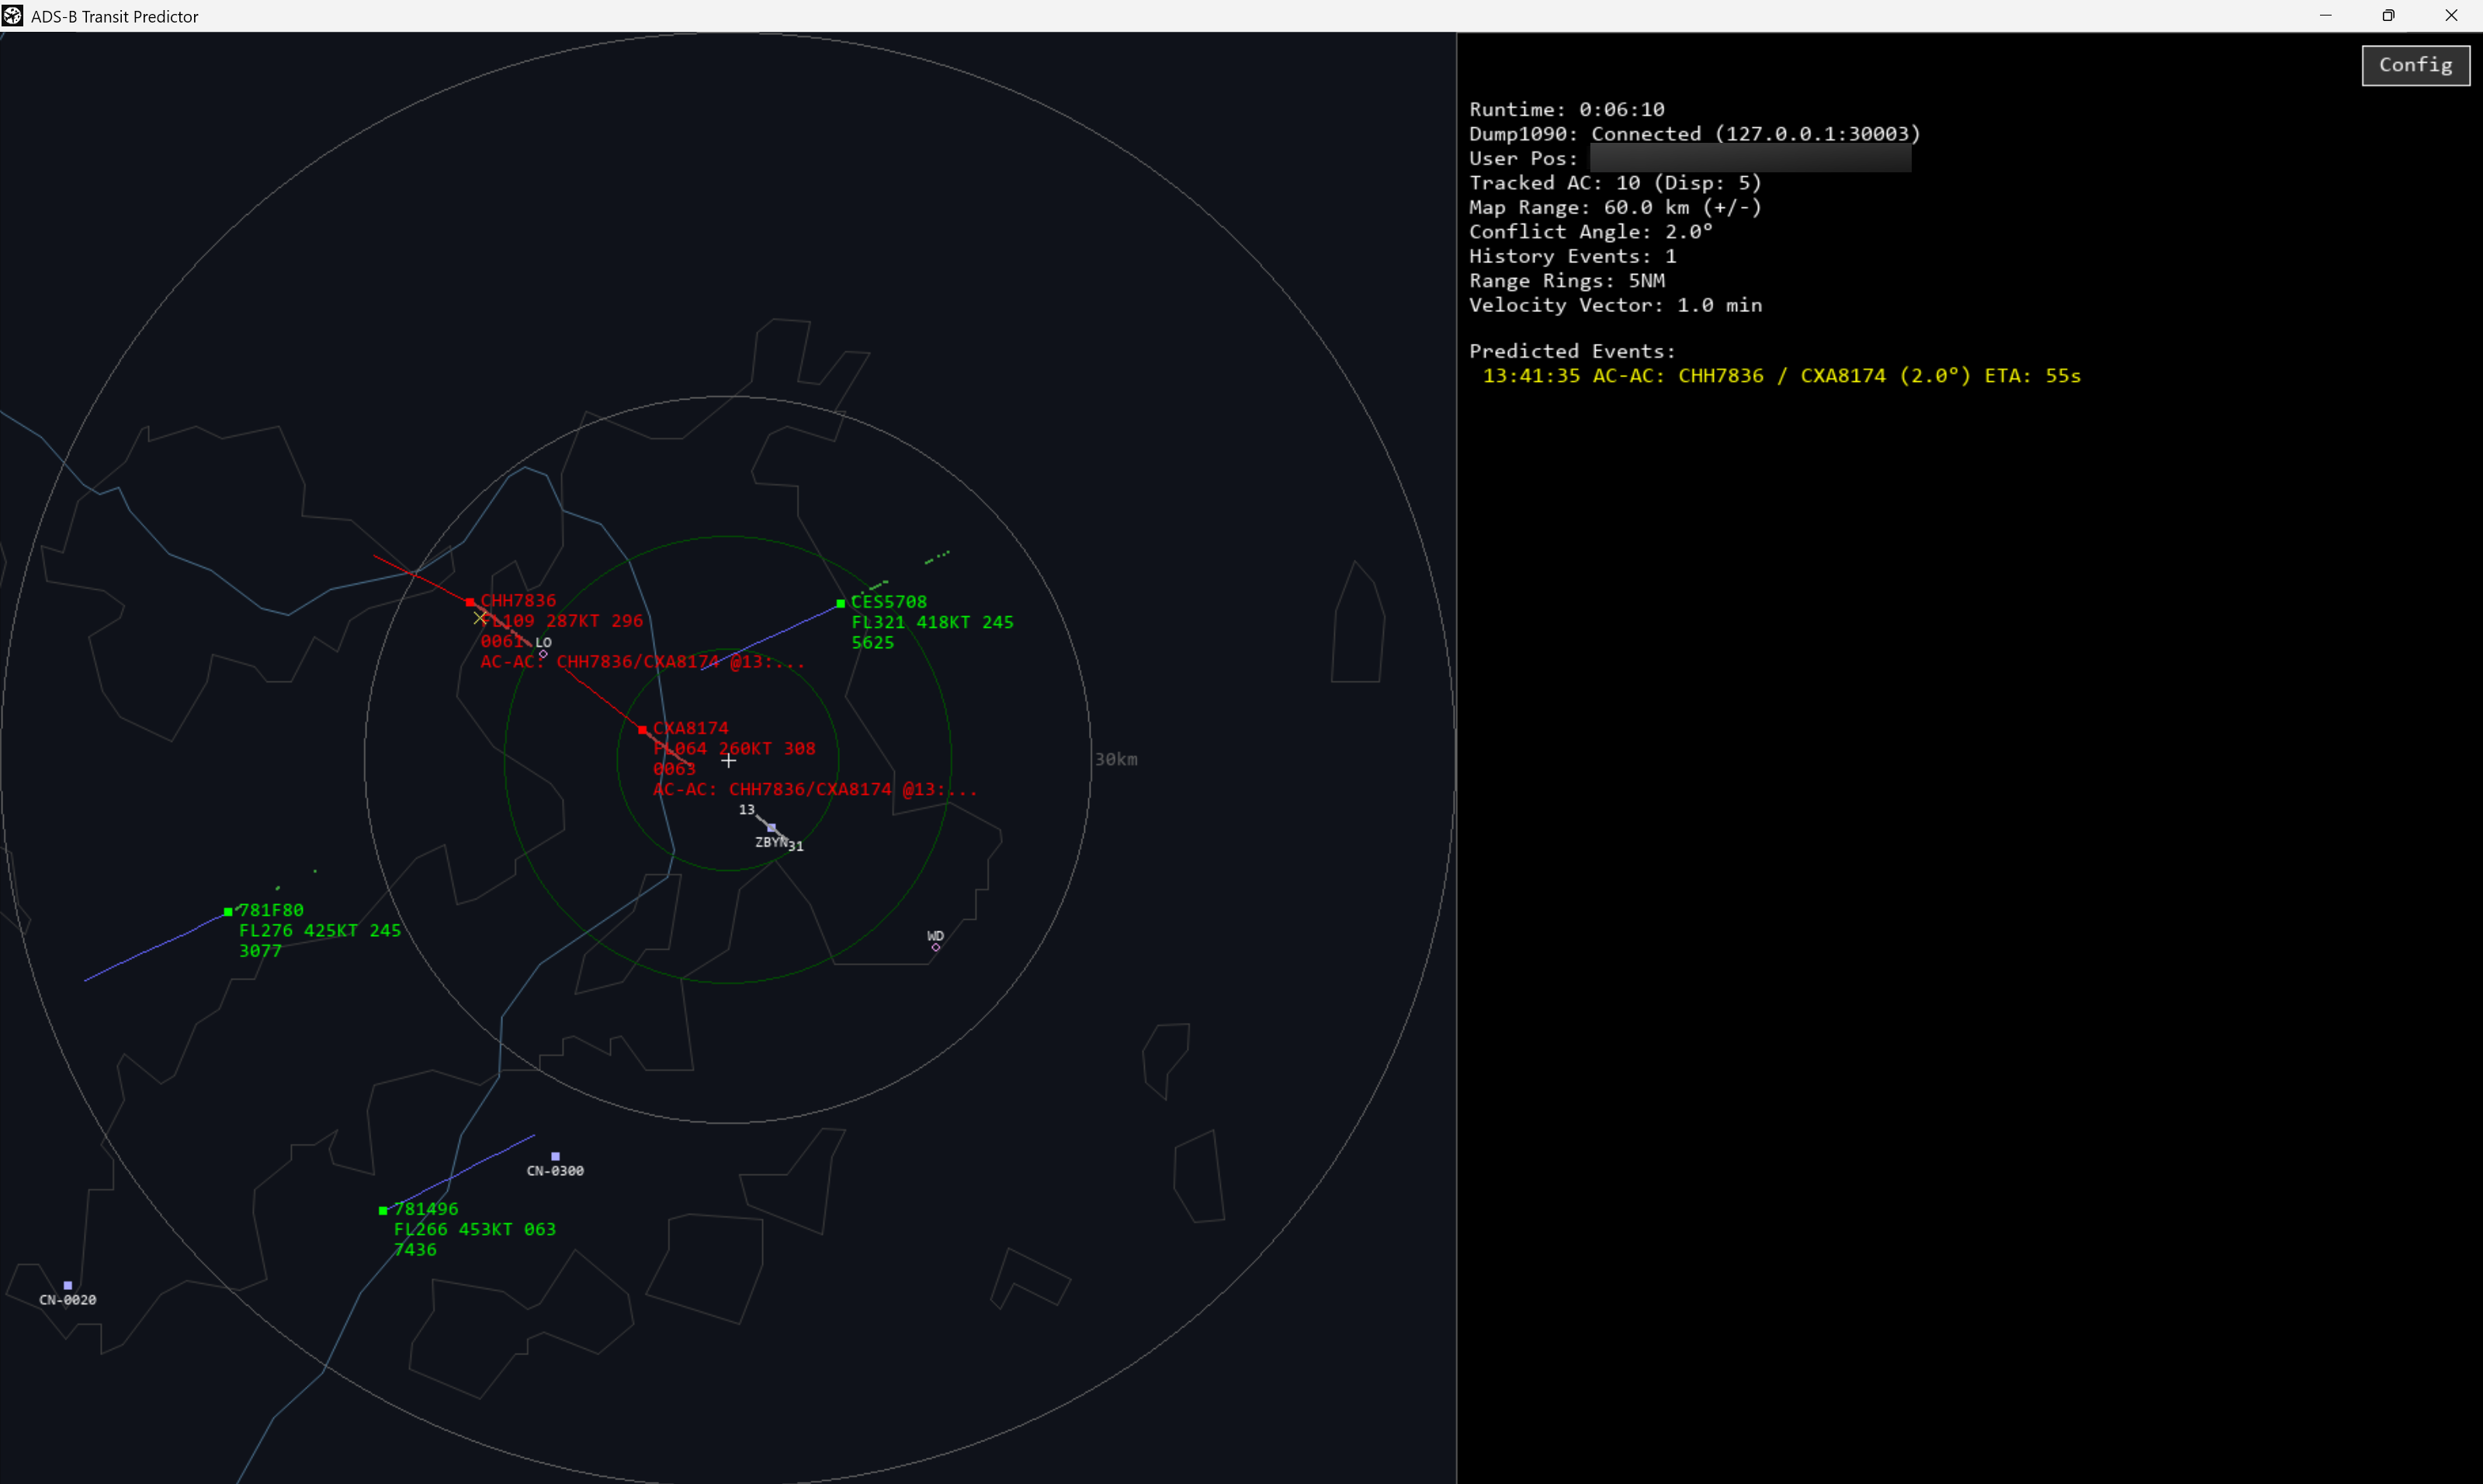 ADS-B Transit Predictor
Config
Runtime: 0:06:10
Dump1090: Connected (127.0.0.1:30003)
User Pos:
Tracked AC: 10 (Disp: 5)
Map Range: 60.0 km (+/-)
Conflict Angle: 2.0°
History Events: 1
Range Rings: 5NM
Velocity Vector: 1.0 min
Predicted Events:
13:41:35 AC-AC: CHH7836 / CXA8174 (2.0°) ETA: 55s
CHH7836
FL109 287KT 296
0061
AC-AC: CHH7836/CXA8174 @13:...
LO
CES5708
FL321 418KT 245
5625
CXA8174
FL064 260KT 308
0063
AC-AC: CHH7836/CXA8174 @13:...
30km
13
ZBYN
31
781F80
FL276 425KT 245
3077
WD
CN-0300
781496
FL266 453KT 063
7436
CN-0020